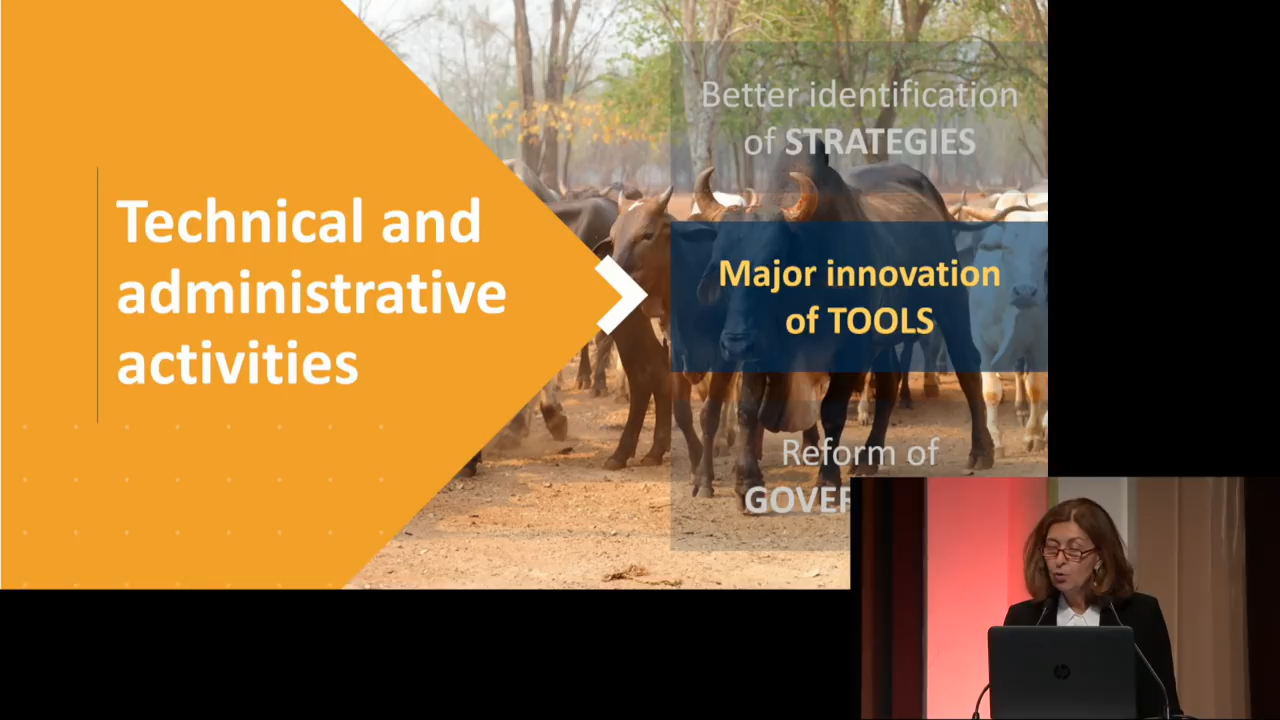 Technical and
administrative
activities
Better identification
of STRATEGIES
Major innovation
of TOOLS
Reform of
hp